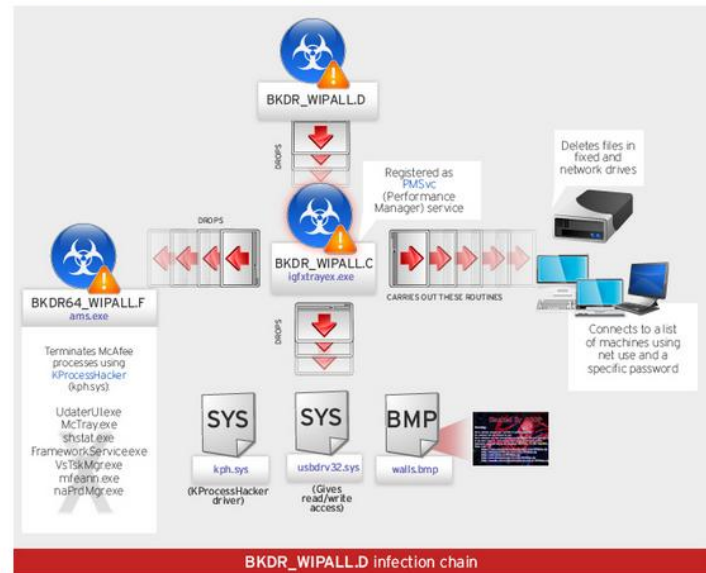 BKDR_WIPALL.D
DROPS
Registered as
PMSvc
(Performance
Manager) service
Deletes files in
fixed and
network drives
DROPS
BKDR_WIPALL.C
igfxtrayex.exe
CARRIES OUT THESE ROUTINES
BKDR64_WIPALL.F
ams.exe
Terminates McAfee
processes using
KProcessHacker
(kph.sys):
UdaterUI.exe
McTray.exe
shstat.exe
FrameworkService.exe
VsTskMgr.exe
mfeann.exe
naPrdMgr.exe
DROPS
Connects to a list
of machines using
net use and a
specific password
SYS
kph.sys
(KProcessHacker
driver)
SYS
usbdrv32.sys
(Gives
read/write
access)
BMP
walls.bmp
BKDR_WIPALL.D infection chain